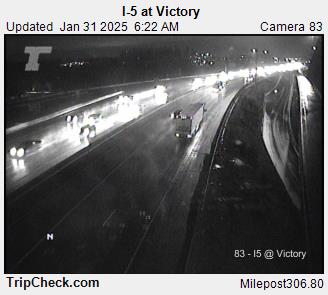 I-5 at Victory
Updated Jan 31 2025 6:22 AM Camera 83
T
N
83 - I5 @ Victory
TripCheck.com Milepost306.80